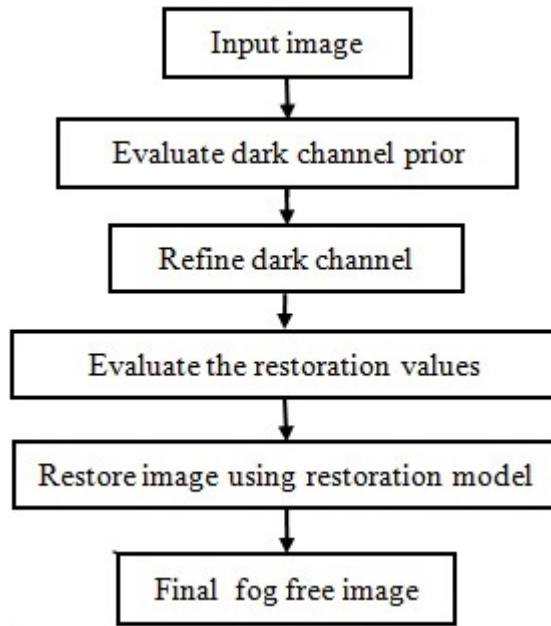 Input image
Evaluate dark channel prior
Refine dark channel
Evaluate the restoration values
Restore image using restoration model
Final fog free image